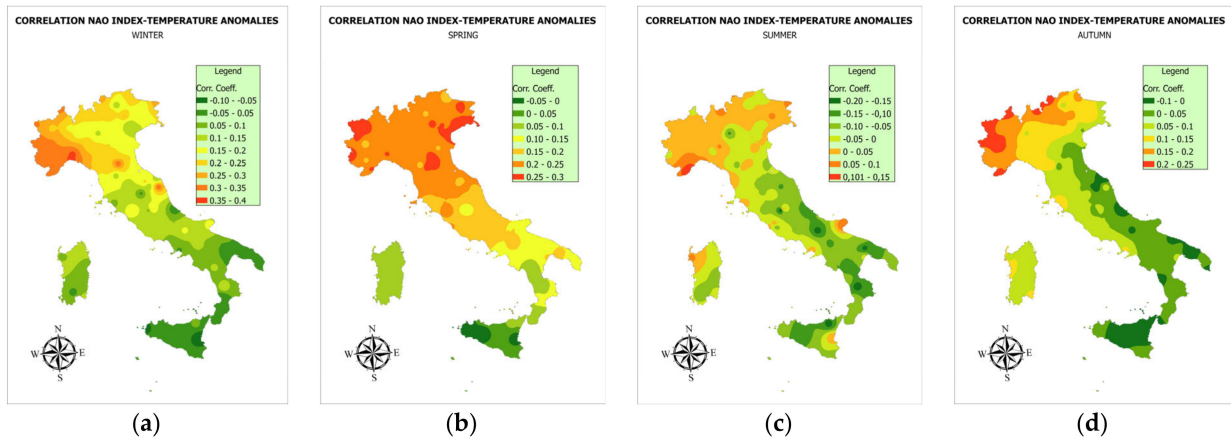 CORRELATION NAO INDEX-TEMPERATURE ANOMALIES
WINTER
Legend
Corr. Coeff.
-0.10 - -0.05
-0.05 - 0.05
0.05 - 0.1
0.1 - 0.15
0.15 - 0.2
0.2 - 0.25
0.25 - 0.3
0.3 - 0.35
0.35 - 0.4
N
W E
S
(a)
CORRELATION NAO INDEX-TEMPERATURE ANOMALIES
SPRING
Legend
Corr. Coeff.
-0.05 - 0
0 - 0.05
0.05 - 0.1
0.10 - 0.15
0.15 - 0.2
0.2 - 0.25
0.25 - 0.3
N
W E
S
(b)
CORRELATION NAO INDEX-TEMPERATURE ANOMALIES
SUMMER
Legend
Corr. Coeff.
-0.20 - -0.15
-0.15 - -0,10
-0.10 - -0.05
-0.05 - 0
0 - 0.05
0.05 - 0.1
0,101 - 0,15
N
W E
S
(c)
CORRELATION NAO INDEX-TEMPERATURE ANOMALIES
AUTUMN
Legend
Corr. Coeff.
-0.1 - 0
0 - 0.05
0.05 - 0.1
0.1 - 0.15
0.15 - 0.2
0.2 - 0.25
N
W E
S
(d)